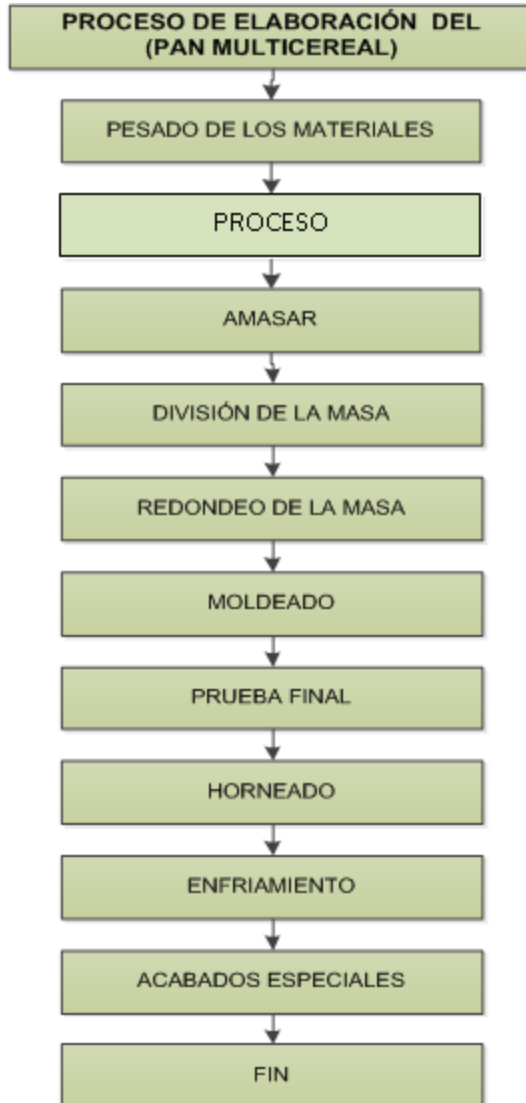 PROCESO DE ELABORACIÓN DEL
(PAN MULTICEREAL)
PESADO DE LOS MATERIALES
PROCESO
AMASAR
DIVISIÓN DE LA MASA
REDONDEO DE LA MASA
MOLDEADO
PRUEBA FINAL
HORNEADO
ENFRIAMIENTO
ACABADOS ESPECIALES
FIN